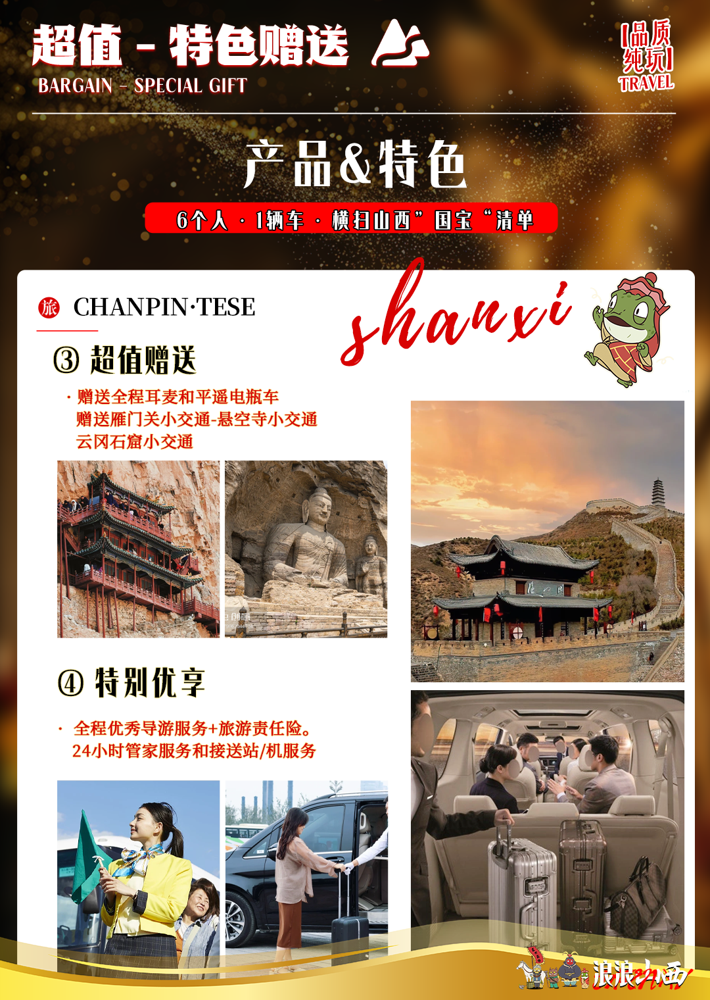 超值 - 特色赠送
BARGAIN - SPECIAL GIFT
品质
纯玩
TRAVEL
产品&特色
6个人 · 1辆车 · 横扫山西”国宝“清单
旅 CHANPIN·TESE
shanxi
③ 超值赠送
· 赠送全程耳麦和平遥电瓶车
赠送雁门关小交通-悬空寺小交通
云冈石窟小交通
④ 特别优享
· 全程优秀导游服务+旅游责任险。
24小时管家服务和接送站/机服务
浪浪山西